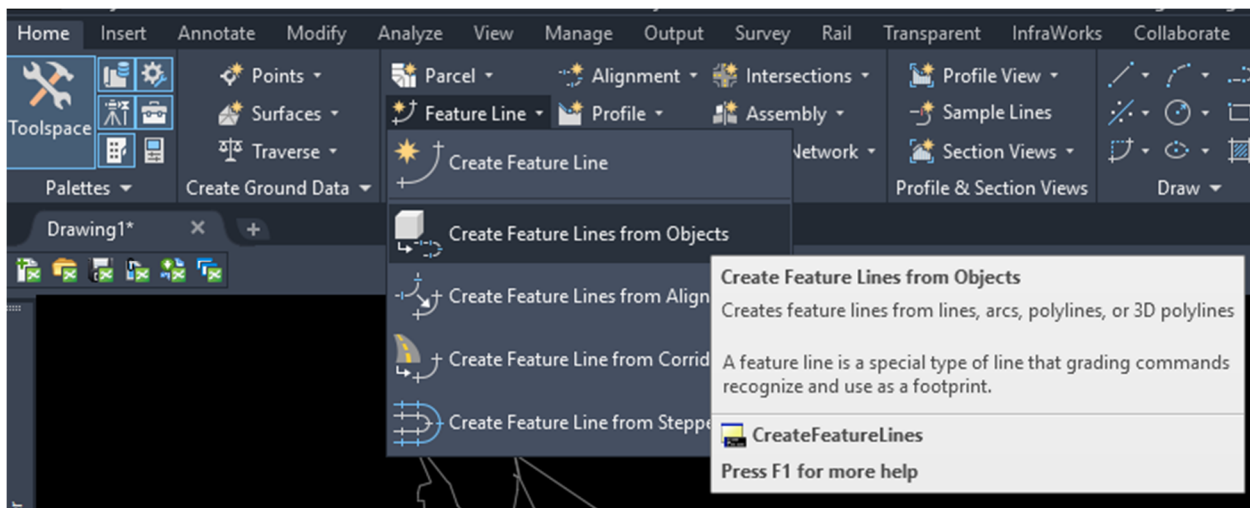 Home Insert Annotate Modify Analyze View Manage Output Survey Rail Transparent InfraWorks Collaborate
Toolspace
Palettes
Points
Surfaces
Traverse
Create Ground Data
Parcel
Feature Line
Alignment
Profile
Intersections
Assembly
Network
Profile View
Sample Lines
Section Views
Profile & Section Views
Draw
Create Feature Line
Create Feature Lines from Objects
Create Feature Lines from Align
Create Feature Line from Corrid
Create Feature Line from Steppe
Drawing1*
Create Feature Lines from Objects
Creates feature lines from lines, arcs, polylines, or 3D polylines
A feature line is a special type of line that grading commands
recognize and use as a footprint.
CreateFeatureLines
Press F1 for more help